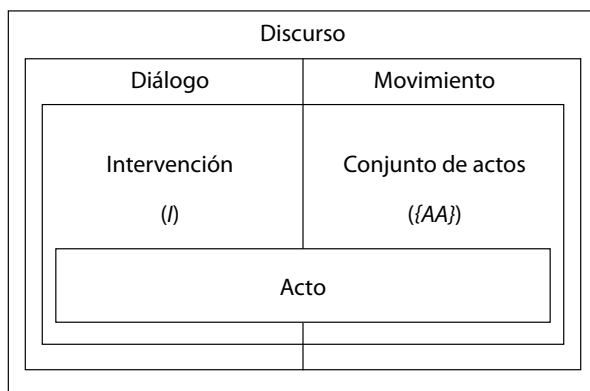 Discurso
Diálogo Movimiento
Intervención Conjunto de actos
(I) ({AA})
Acto